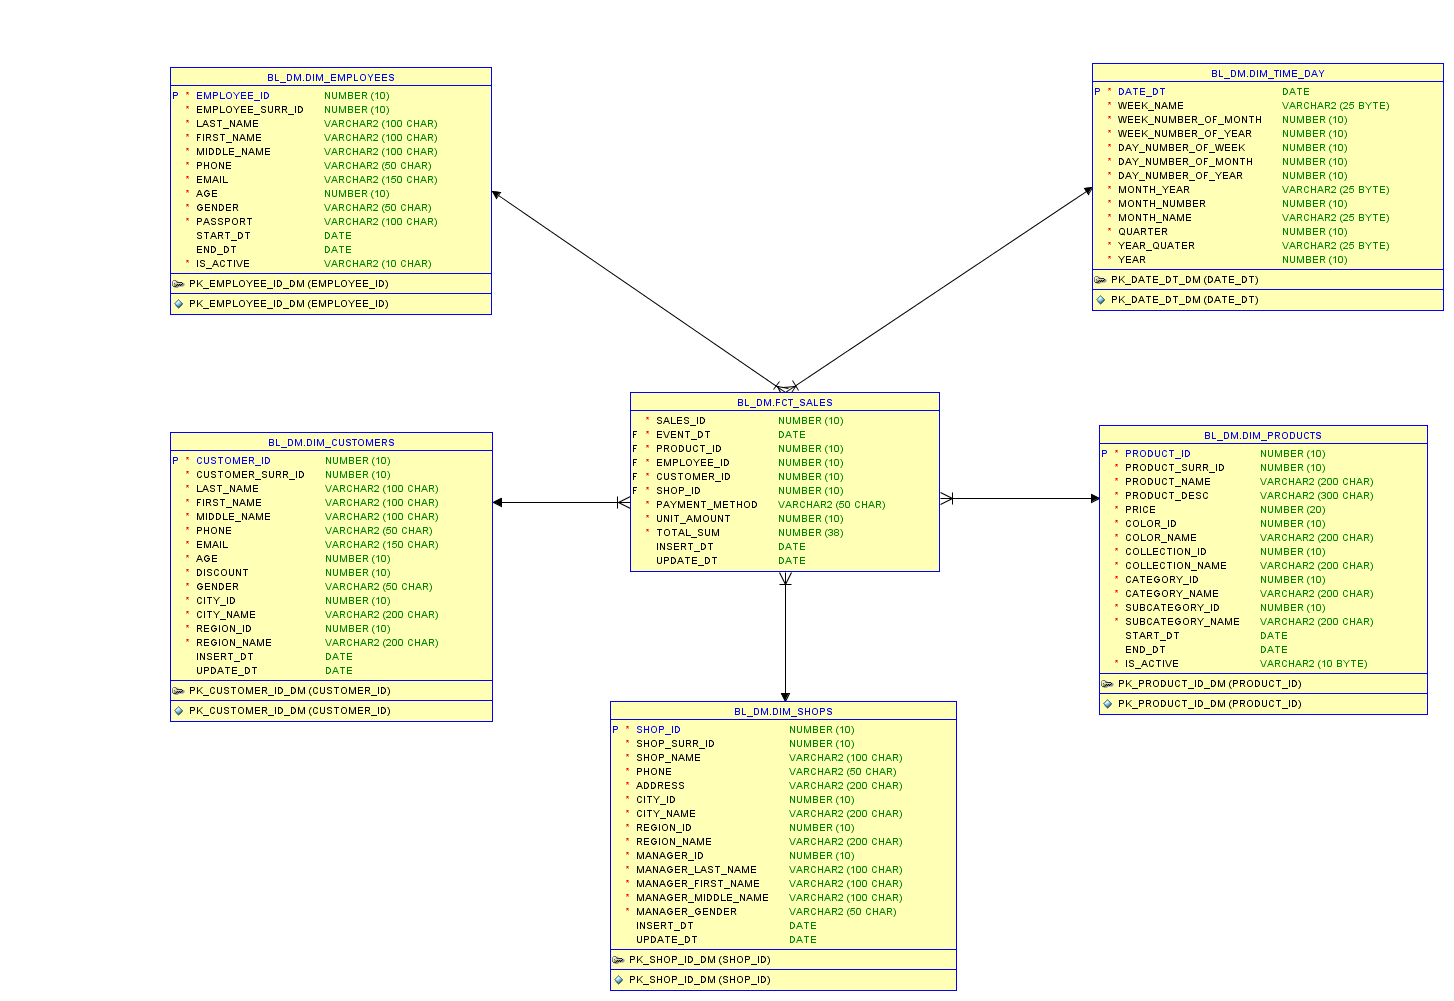 BL_DM.DIM_EMPLOYEES
P * EMPLOYEE_ID NUMBER (10)
* EMPLOYEE_SURR_ID NUMBER (10)
* LAST_NAME VARCHAR2 (100 CHAR)
* FIRST_NAME VARCHAR2 (100 CHAR)
* MIDDLE_NAME VARCHAR2 (100 CHAR)
* PHONE VARCHAR2 (50 CHAR)
* EMAIL VARCHAR2 (150 CHAR)
* AGE NUMBER (10)
* GENDER VARCHAR2 (50 CHAR)
* PASSPORT VARCHAR2 (100 CHAR)
START_DT DATE
END_DT DATE
* IS_ACTIVE VARCHAR2 (10 CHAR)
PK_EMPLOYEE_ID_DM (EMPLOYEE_ID)
PK_EMPLOYEE_ID_DM (EMPLOYEE_ID)
BL_DM.DIM_TIME_DAY
P * DATE_DT DATE
* WEEK_NAME VARCHAR2 (25 BYTE)
* WEEK_NUMBER_OF_MONTH NUMBER (10)
* WEEK_NUMBER_OF_YEAR NUMBER (10)
* DAY_NUMBER_OF_WEEK NUMBER (10)
* DAY_NUMBER_OF_MONTH NUMBER (10)
* DAY_NUMBER_OF_YEAR NUMBER (10)
* MONTH_YEAR VARCHAR2 (25 BYTE)
* MONTH_NUMBER NUMBER (10)
* MONTH_NAME VARCHAR2 (25 BYTE)
* QUARTER NUMBER (10)
* YEAR_QUATER VARCHAR2 (25 BYTE)
* YEAR NUMBER (10)
PK_DATE_DT_DM (DATE_DT)
PK_DATE_DT_DM (DATE_DT)
BL_DM.FCT_SALES
* SALES_ID NUMBER (10)
F * EVENT_DT DATE
F * PRODUCT_ID NUMBER (10)
F * EMPLOYEE_ID NUMBER (10)
F * CUSTOMER_ID NUMBER (10)
F * SHOP_ID NUMBER (10)
* PAYMENT_METHOD VARCHAR2 (50 CHAR)
* UNIT_AMOUNT NUMBER (10)
* TOTAL_SUM NUMBER (38)
INSERT_DT DATE
UPDATE_DT DATE
BL_DM.DIM_CUSTOMERS
P * CUSTOMER_ID NUMBER (10)
* CUSTOMER_SURR_ID NUMBER (10)
* LAST_NAME VARCHAR2 (100 CHAR)
* FIRST_NAME VARCHAR2 (100 CHAR)
* MIDDLE_NAME VARCHAR2 (100 CHAR)
* PHONE VARCHAR2 (50 CHAR)
* EMAIL VARCHAR2 (150 CHAR)
* AGE NUMBER (10)
* DISCOUNT NUMBER (10)
* GENDER VARCHAR2 (50 CHAR)
* CITY_ID NUMBER (10)
* CITY_NAME VARCHAR2 (200 CHAR)
* REGION_ID NUMBER (10)
* REGION_NAME VARCHAR2 (200 CHAR)
INSERT_DT DATE
UPDATE_DT DATE
PK_CUSTOMER_ID_DM (CUSTOMER_ID)
PK_CUSTOMER_ID_DM (CUSTOMER_ID)
BL_DM.DIM_PRODUCTS
P * PRODUCT_ID NUMBER (10)
* PRODUCT_SURR_ID NUMBER (10)
* PRODUCT_NAME VARCHAR2 (200 CHAR)
* PRODUCT_DESC VARCHAR2 (300 CHAR)
* PRICE NUMBER (20)
* COLOR_ID NUMBER (10)
* COLOR_NAME VARCHAR2 (200 CHAR)
* COLLECTION_ID NUMBER (10)
* COLLECTION_NAME VARCHAR2 (200 CHAR)
* CATEGORY_ID NUMBER (10)
* CATEGORY_NAME VARCHAR2 (200 CHAR)
* SUBCATEGORY_ID NUMBER (10)
* SUBCATEGORY_NAME VARCHAR2 (200 CHAR)
START_DT DATE
END_DT DATE
* IS_ACTIVE VARCHAR2 (10 BYTE)
PK_PRODUCT_ID_DM (PRODUCT_ID)
PK_PRODUCT_ID_DM (PRODUCT_ID)
BL_DM.DIM_SHOPS
P * SHOP_ID NUMBER (10)
* SHOP_SURR_ID NUMBER (10)
* SHOP_NAME VARCHAR2 (100 CHAR)
* PHONE VARCHAR2 (50 CHAR)
* ADDRESS VARCHAR2 (200 CHAR)
* CITY_ID NUMBER (10)
* CITY_NAME VARCHAR2 (200 CHAR)
* REGION_ID NUMBER (10)
* REGION_NAME VARCHAR2 (200 CHAR)
* MANAGER_ID NUMBER (10)
* MANAGER_LAST_NAME VARCHAR2 (100 CHAR)
* MANAGER_FIRST_NAME VARCHAR2 (100 CHAR)
* MANAGER_MIDDLE_NAME VARCHAR2 (100 CHAR)
* MANAGER_GENDER VARCHAR2 (50 CHAR)
INSERT_DT DATE
UPDATE_DT DATE
PK_SHOP_ID_DM (SHOP_ID)
PK_SHOP_ID_DM (SHOP_ID)